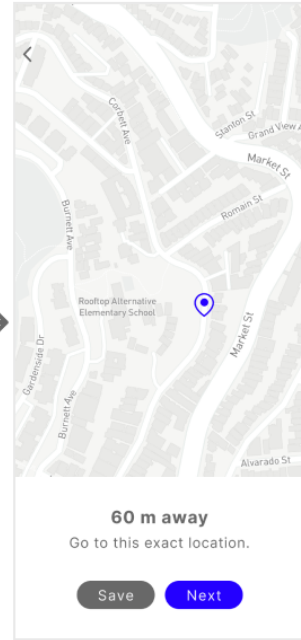 Corbett Ave
Stanton St
Grand View A
Market St
Romain St
Burnett Ave
Rooftop Alternative
Elementary School
Market St
Gardenside Dr
Burnett Ave
Alvarado St
60 m away
Go to this exact location.
Save
Next